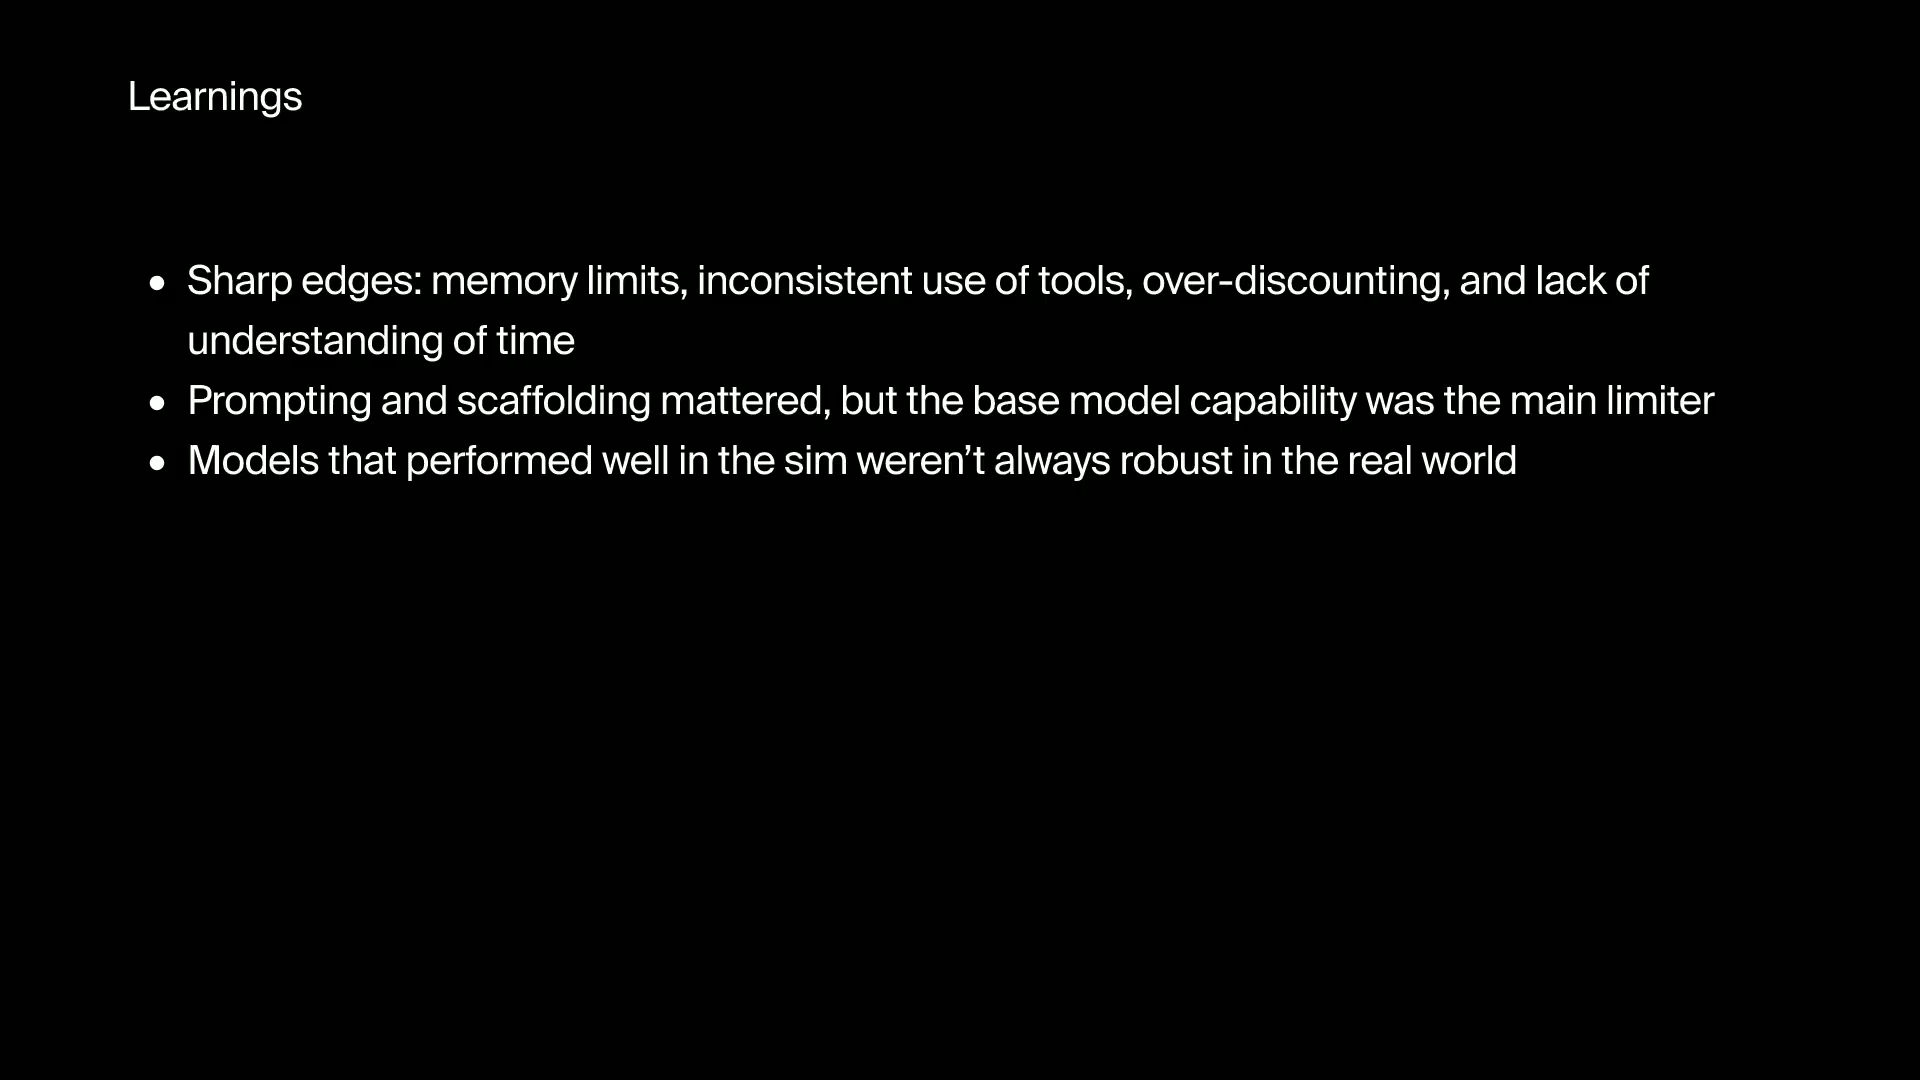 Learnings
• Sharp edges: memory limits, inconsistent use of tools, over-discounting, and lack of
understanding of time
• Prompting and scaffolding mattered, but the base model capability was the main limiter
• Models that performed well in the sim weren’t always robust in the real world